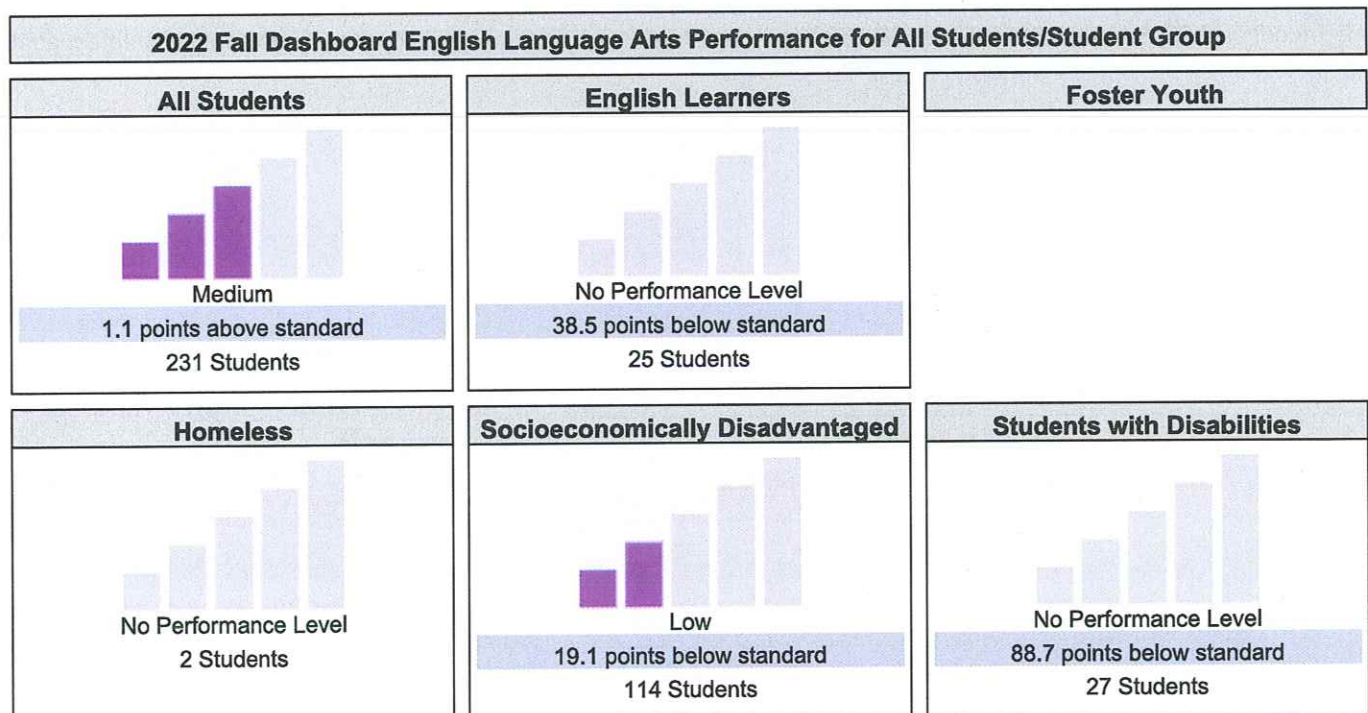 2022 Fall Dashboard English Language Arts Performance for All Students/Student Group
All Students
Medium
1.1 points above standard
231 Students
English Learners
No Performance Level
38.5 points below standard
25 Students
Foster Youth
Homeless
No Performance Level
2 Students
Socioeconomically Disadvantaged
Low
19.1 points below standard
114 Students
Students with Disabilities
No Performance Level
88.7 points below standard
27 Students